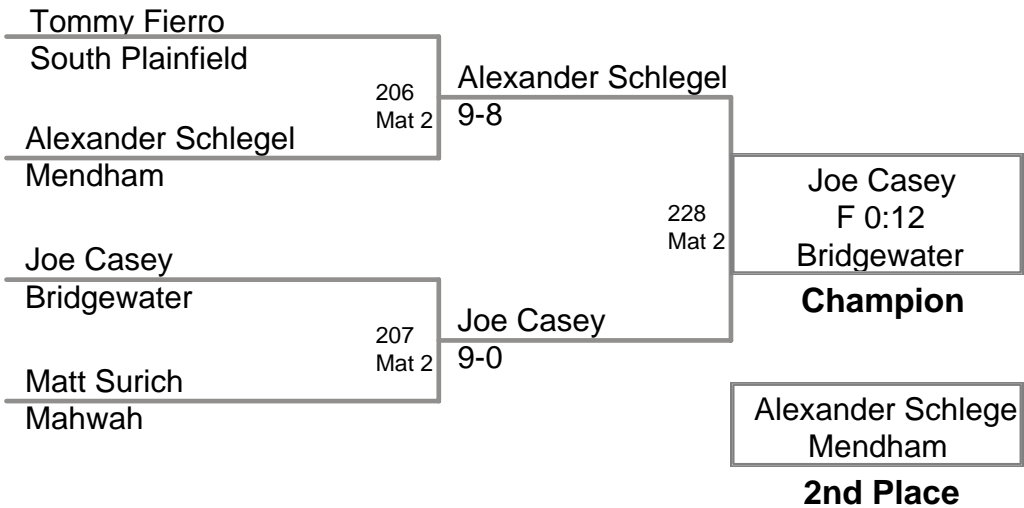 Tommy Fierro
South Plainfield
206
Mat 2
Alexander Schlegel
9-8
Alexander Schlegel
Mendham
Joe Casey
F 0:12
Bridgewater
Champion
228
Mat 2
Joe Casey
Bridgewater
207
Mat 2
Joe Casey
9-0
Matt Surich
Mahwah
Alexander Schlege
Mendham
2nd Place